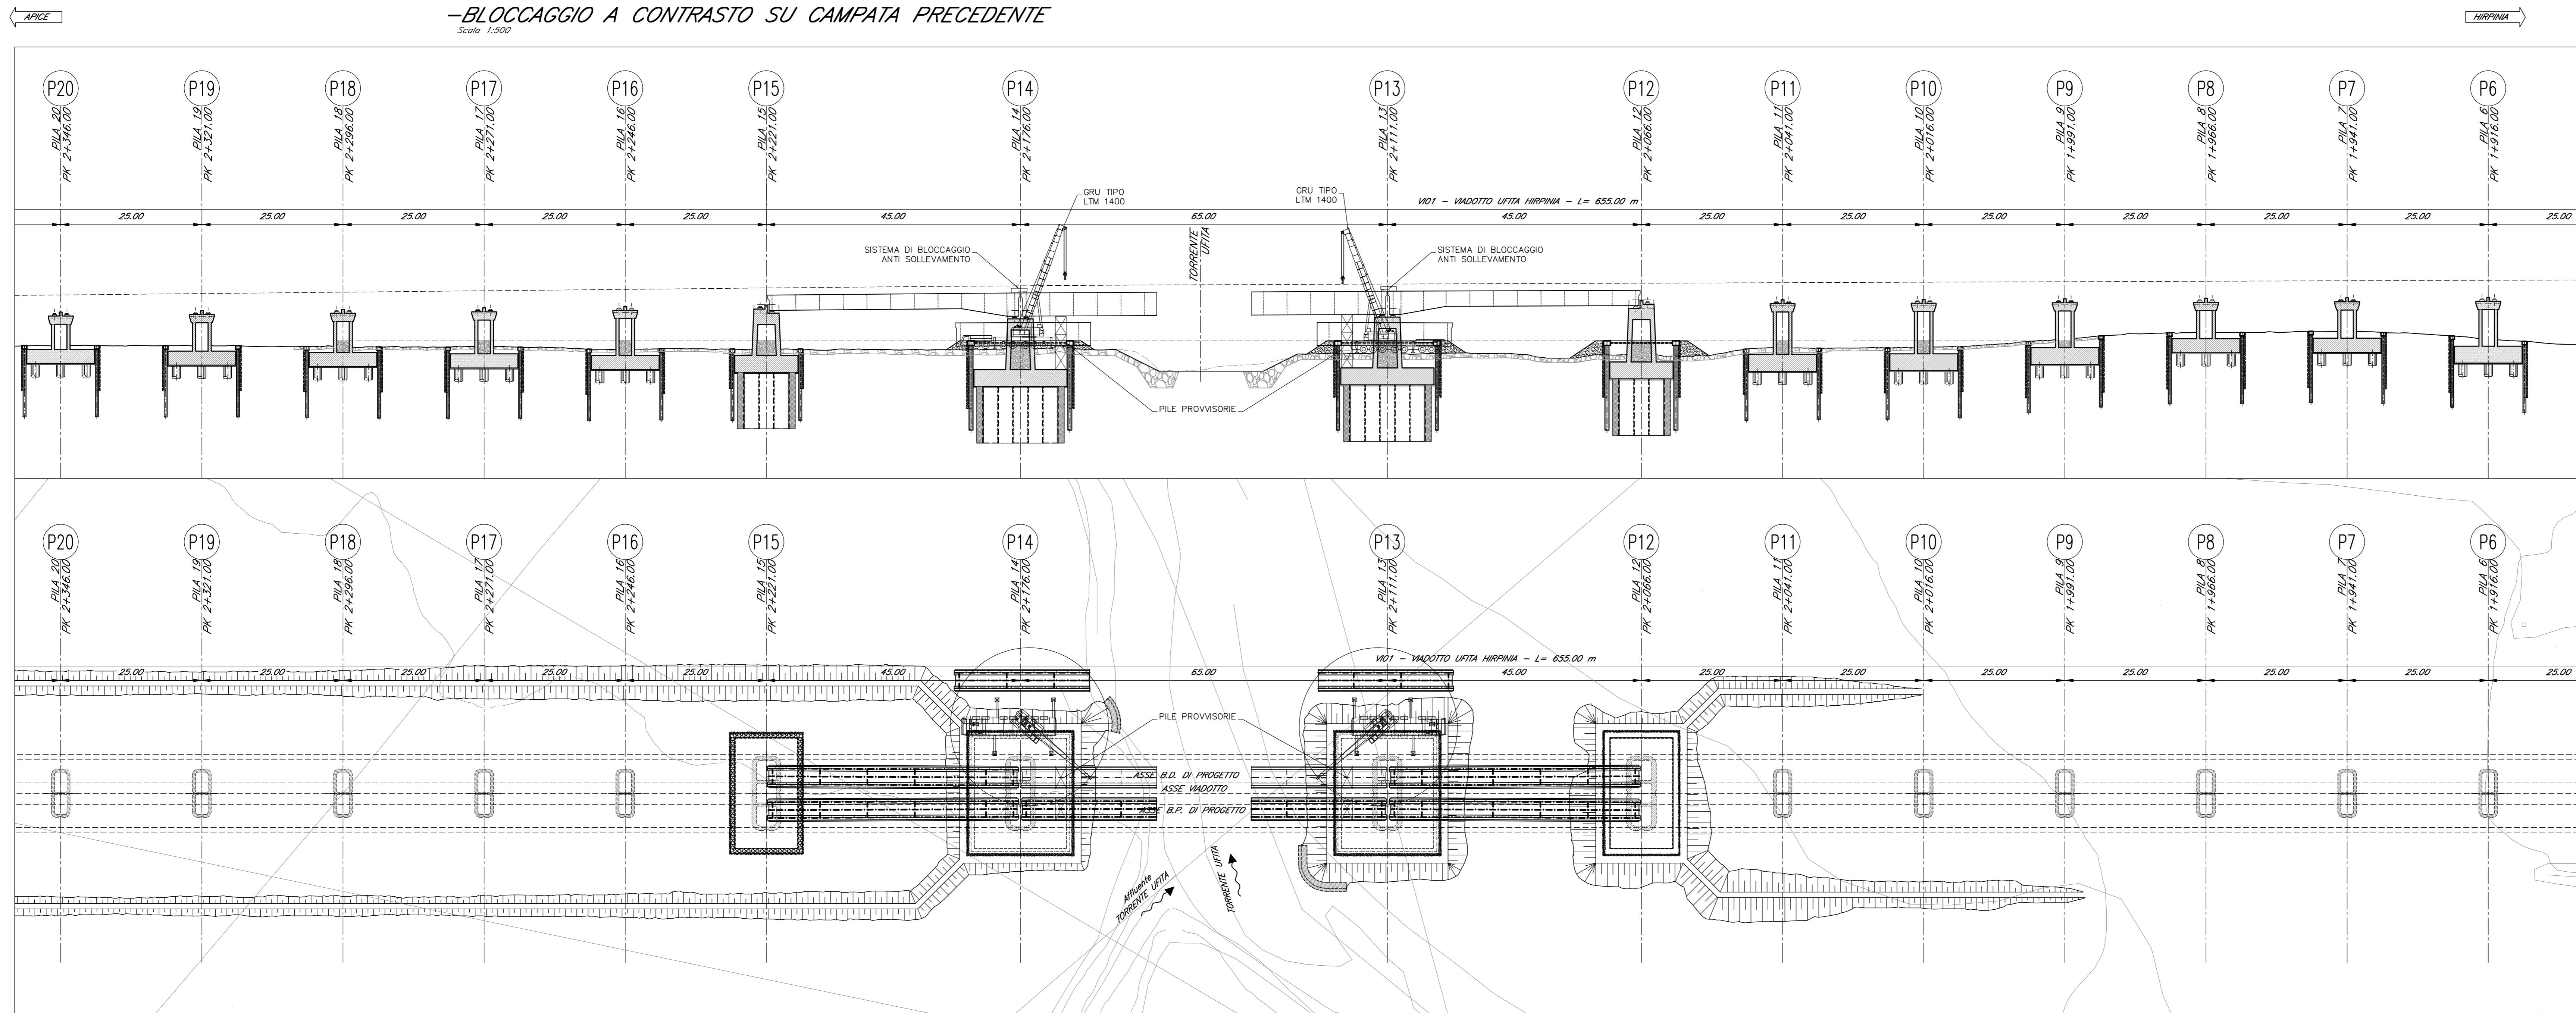 APICE
-BLOCCAGGIO A CONTRASTO SU CAMPATA PRECEDENTE
Scala 1:500
HIRPINIA
P20
P19
P18
P17
P16
P15
P14
P13
P12
P11
P10
P9
P8
P7
P6
PILA 20
PK 2+346.00
PILA 19
PK 2+321.00
PILA 18
PK 2+296.00
PILA 17
PK 2+271.00
PILA 16
PK 2+246.00
PILA 15
PK 2+221.00
PILA 14
PK 2+176.00
PILA 13
PK 2+111.00
PILA 12
PK 2+066.00
PILA 11
PK 2+041.00
PILA 10
PK 2+016.00
PILA 9
PK 1+991.00
PILA 8
PK 1+966.00
PILA 7
PK 1+941.00
PILA 6
PK 1+916.00
GRU TIPO
LTM 1400
GRU TIPO
LTM 1400
VI01 - VIADOTTO UFITA HIRPINIA - L= 655.00 m
25.00
25.00
25.00
25.00
25.00
45.00
65.00
45.00
25.00
25.00
25.00
25.00
25.00
25.00
25.00
SISTEMA DI BLOCCAGGIO
ANTI SOLLEVAMENTO
TORRENTE
UFITA
SISTEMA DI BLOCCAGGIO
ANTI SOLLEVAMENTO
PILE PROVVISORIE
P20
P19
P18
P17
P16
P15
P14
P13
P12
P11
P10
P9
P8
P7
P6
PILA 20
PK 2+346.00
PILA 19
PK 2+321.00
PILA 18
PK 2+296.00
PILA 17
PK 2+271.00
PILA 16
PK 2+246.00
PILA 15
PK 2+221.00
PILA 14
PK 2+176.00
PILA 13
PK 2+111.00
PILA 12
PK 2+066.00
PILA 11
PK 2+041.00
PILA 10
PK 2+016.00
PILA 9
PK 1+991.00
PILA 8
PK 1+966.00
PILA 7
PK 1+941.00
PILA 6
PK 1+916.00
VI01 - VIADOTTO UFITA HIRPINIA - L= 655.00 m
25.00
25.00
25.00
25.00
25.00
45.00
65.00
45.00
25.00
25.00
25.00
25.00
25.00
25.00
25.00
PILE PROVVISORIE
ASSE B.D. DI PROGETTO
ASSE VIADOTTO
ASSE B.P. DI PROGETTO
Affluente
TORRENTE UFITA
TORRENTE UFITA